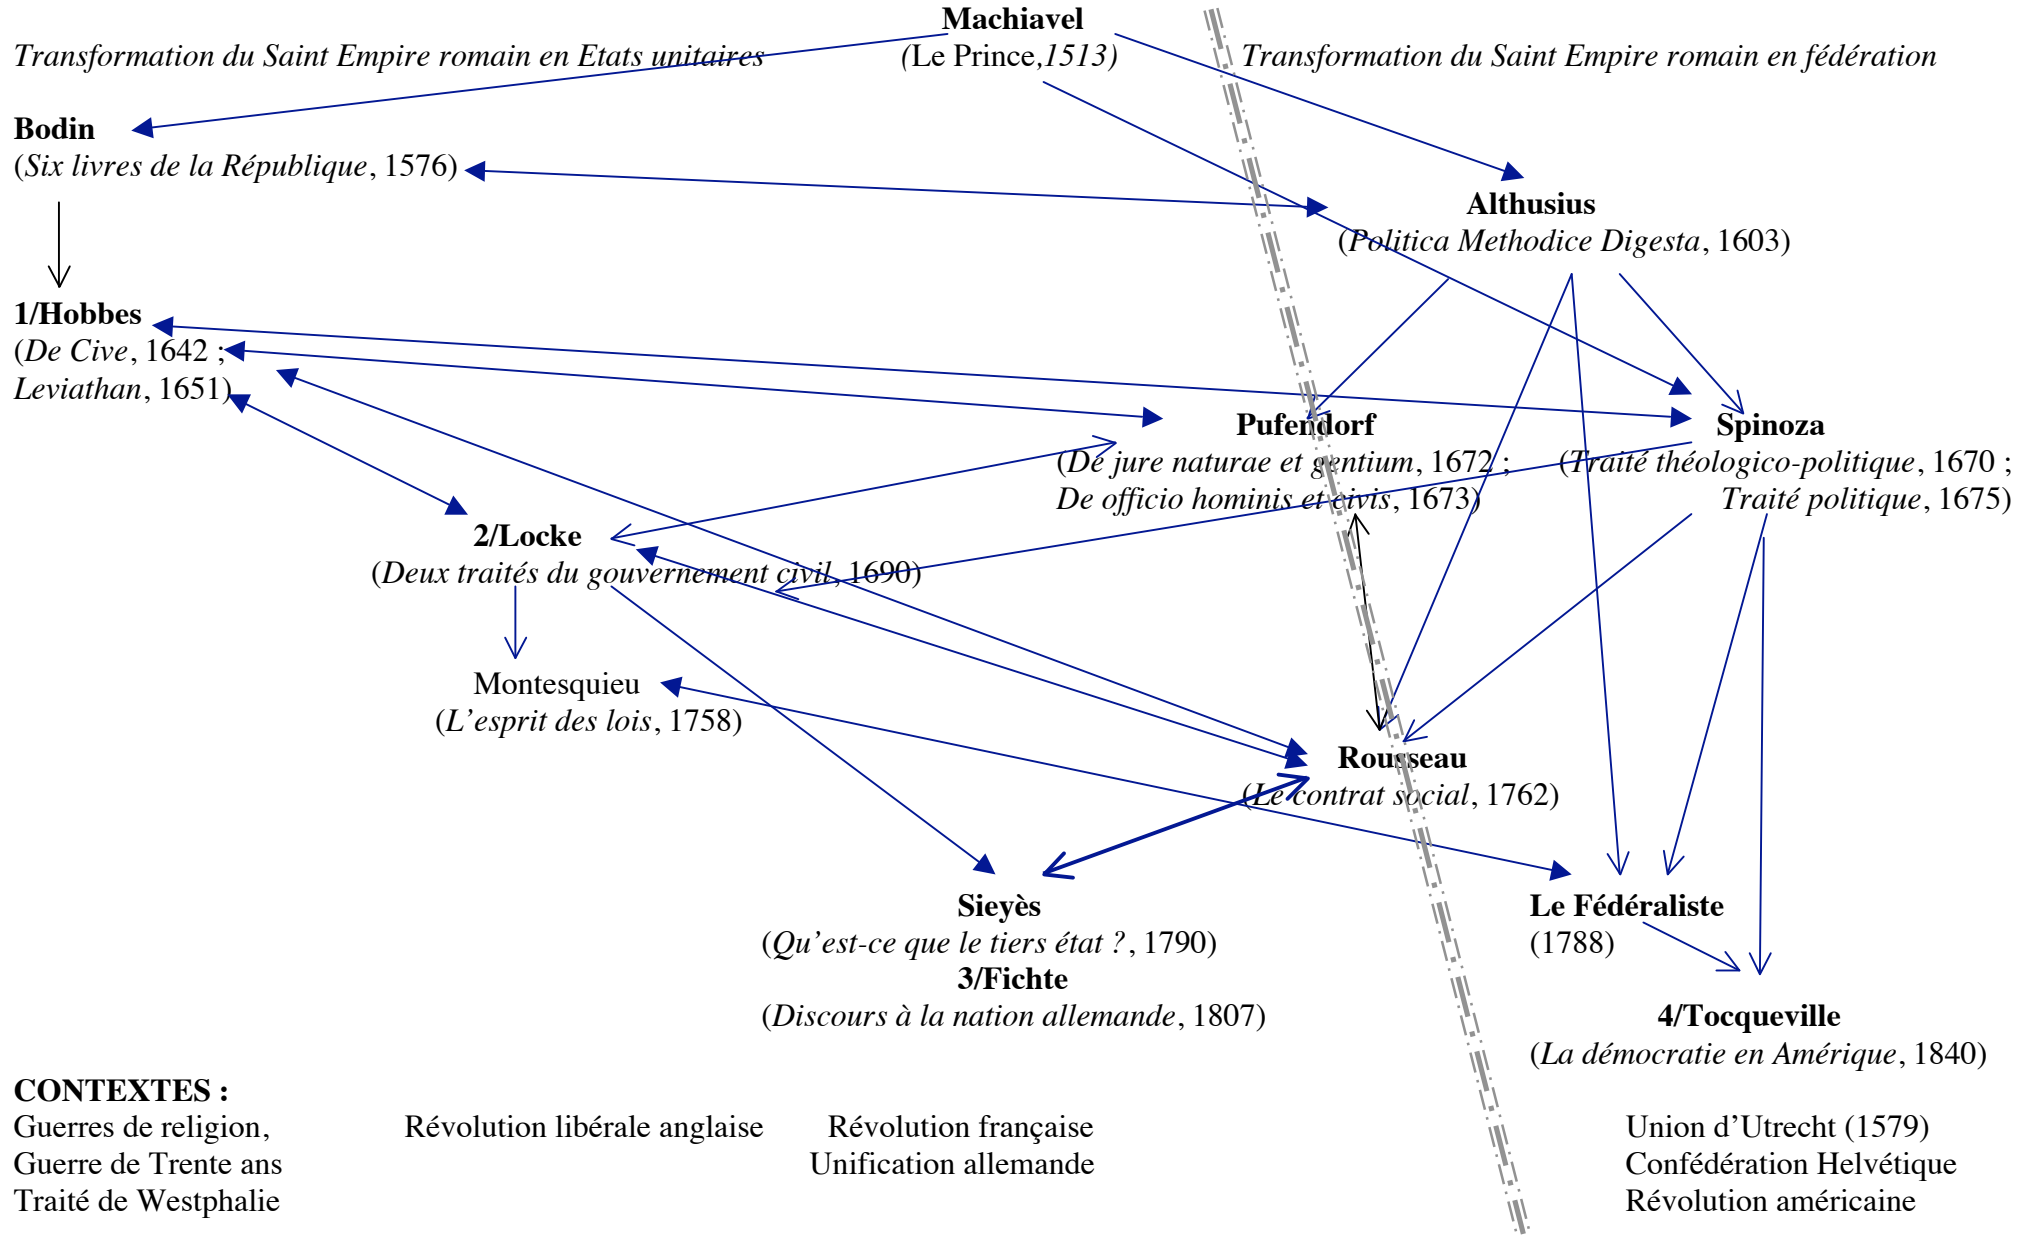 Machiavel
Transformation du Saint Empire romain en Etats unitaires
(Le Prince,1513)
Transformation du Saint Empire romain en fédération
Bodin
(Six livres de la République, 1576)
Althusius
(Politica Methodice Digesta, 1603)
1/Hobbes
(De Cive, 1642 ;
Leviathan, 1651)
Pufendorf
Spinoza
(De jure naturae et gentium, 1672 ;
(Traité théologico-politique, 1670 ;
De officio hominis et civis, 1673)
Traité politique, 1675)
2/Locke
(Deux traités du gouvernement civil, 1690)
Montesquieu
(L’esprit des lois, 1758)
Rousseau
(Le contrat social, 1762)
Sieyès
Le Fédéraliste
(Qu’est-ce que le tiers état ?, 1790)
(1788)
3/Fichte
(Discours à la nation allemande, 1807)
4/Tocqueville
(La démocratie en Amérique, 1840)
CONTEXTES :
Guerres de religion,
Révolution libérale anglaise
Révolution française
Union d’Utrecht (1579)
Guerre de Trente ans
Unification allemande
Confédération Helvétique
Traité de Westphalie
Révolution américaine